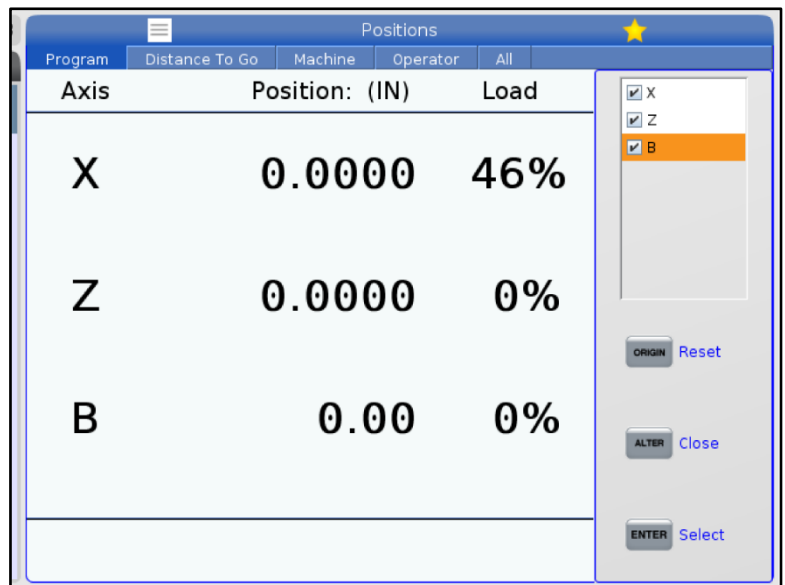 Positions
Program Distance To Go Machine Operator All
Axis Position: (IN) Load
X 0.0000 46%
Z 0.0000 0%
B 0.00 0%
X
Z
B
ORIGIN Reset
ALTER Close
ENTER Select